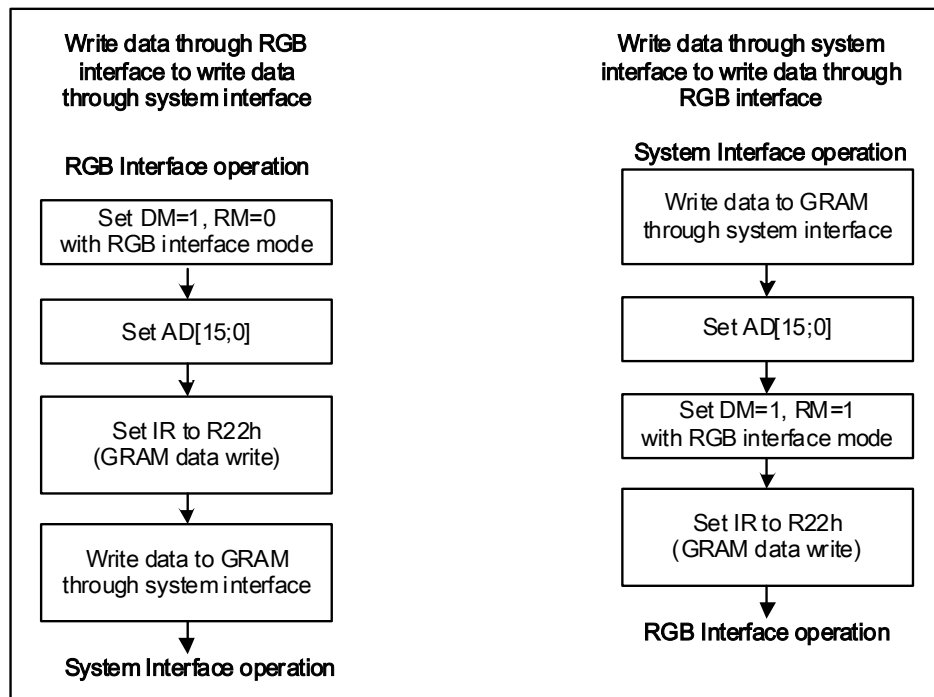 Write data through RGB
interface to write data
through system interface
RGB Interface operation
Set DM=1, RM=0
with RGB interface mode
Set AD[15;0]
Set IR to R22h
(GRAM data write)
Write data to GRAM
through system interface
System Interface operation
Write data through system
interface to write data through
RGB interface
System Interface operation
Write data to GRAM
through system interface
Set AD[15;0]
Set DM=1, RM=1
with RGB interface mode
Set IR to R22h
(GRAM data write)
RGB Interface operation